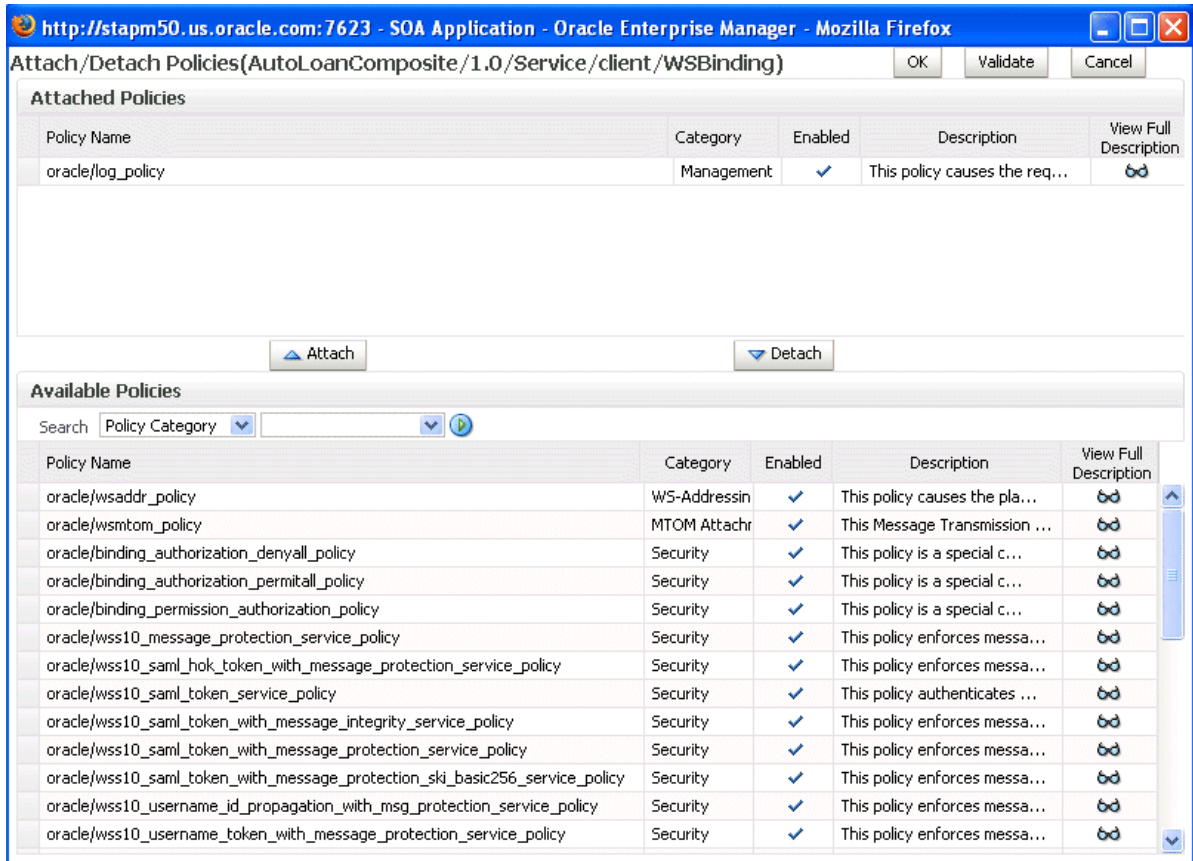 http://stapm50.us.oracle.com:7623 - SOA Application - Oracle Enterprise Manager - Mozilla Firefox
Attach/Detach Policies(AutoLoanComposite/1.0/Service/client/WSBinding) OK Validate Cancel
Attached Policies
Policy Name Category Enabled Description View Full Description
oracle/log_policy Management This policy causes the req...
Attach Detach
Available Policies
Search Policy Category
Policy Name Category Enabled Description View Full Description
oracle/wsaddr_policy WS-Addressin This policy causes the pla...
oracle/wsmtom_policy MTOM Attachr This Message Transmission ...
oracle/binding_authorization_denyall_policy Security This policy is a special c...
oracle/binding_authorization_permitall_policy Security This policy is a special c...
oracle/binding_permission_authorization_policy Security This policy is a special c...
oracle/wss10_message_protection_service_policy Security This policy enforces messa...
oracle/wss10_saml_hok_token_with_message_protection_service_policy Security This policy enforces messa...
oracle/wss10_saml_token_service_policy Security This policy authenticates ...
oracle/wss10_saml_token_with_message_integrity_service_policy Security This policy enforces messa...
oracle/wss10_saml_token_with_message_protection_service_policy Security This policy enforces messa...
oracle/wss10_saml_token_with_message_protection_ski_basic256_service_policy Security This policy enforces messa...
oracle/wss10_username_id_propagation_with_msg_protection_service_policy Security This policy enforces messa...
oracle/wss10_username_token_with_message_protection_service_policy Security This policy enforces messa...